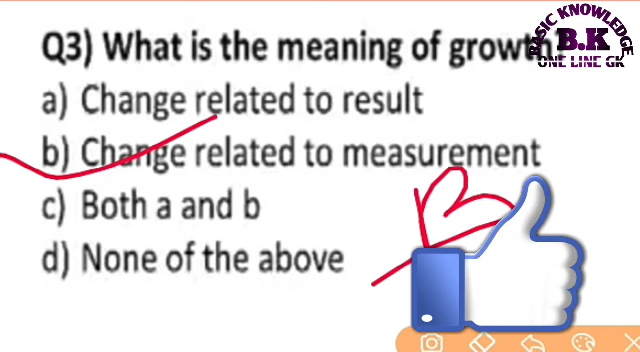 Q3) What is the meaning of growth?
BASIC KNOWLEDGE
B.K
ONE LINE GK
a) Change related to result
b) Change related to measurement
c) Both a and b
d) None of the above